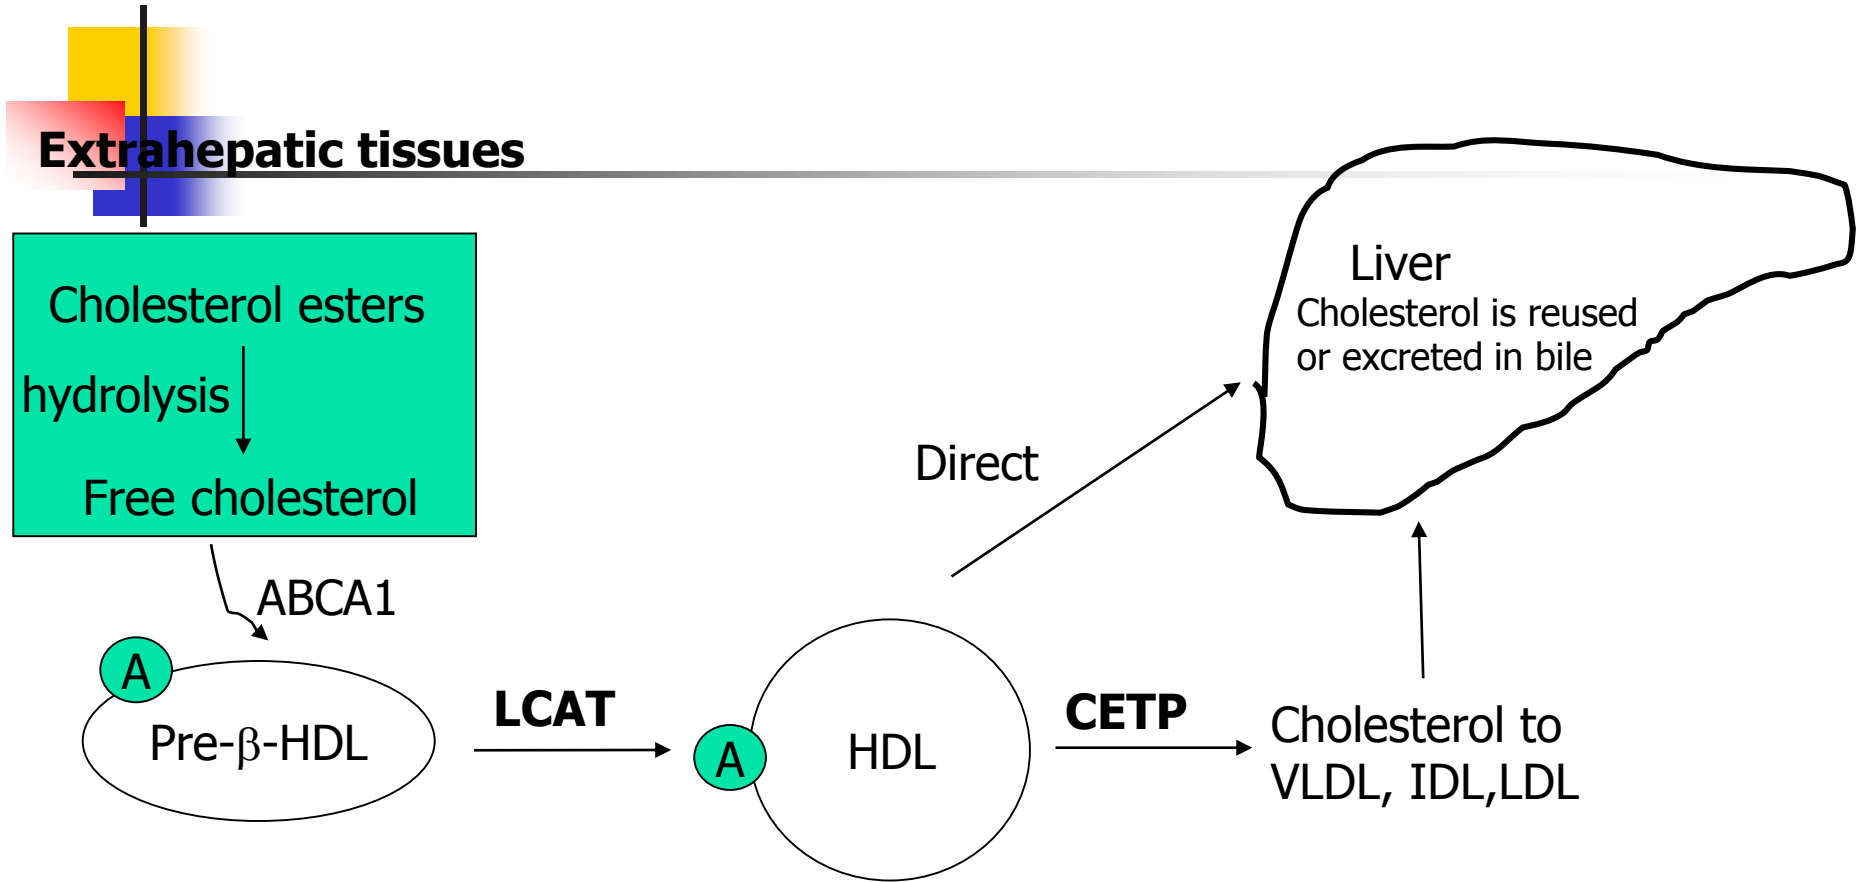 Extrahepatic tissues
Cholesterol esters
hydrolysis
Free cholesterol
ABCA1
A
Pre-β-HDL
LCAT
A
HDL
Direct
CETP
Cholesterol to
VLDL, IDL,LDL
Liver
Cholesterol is reused
or excreted in bile